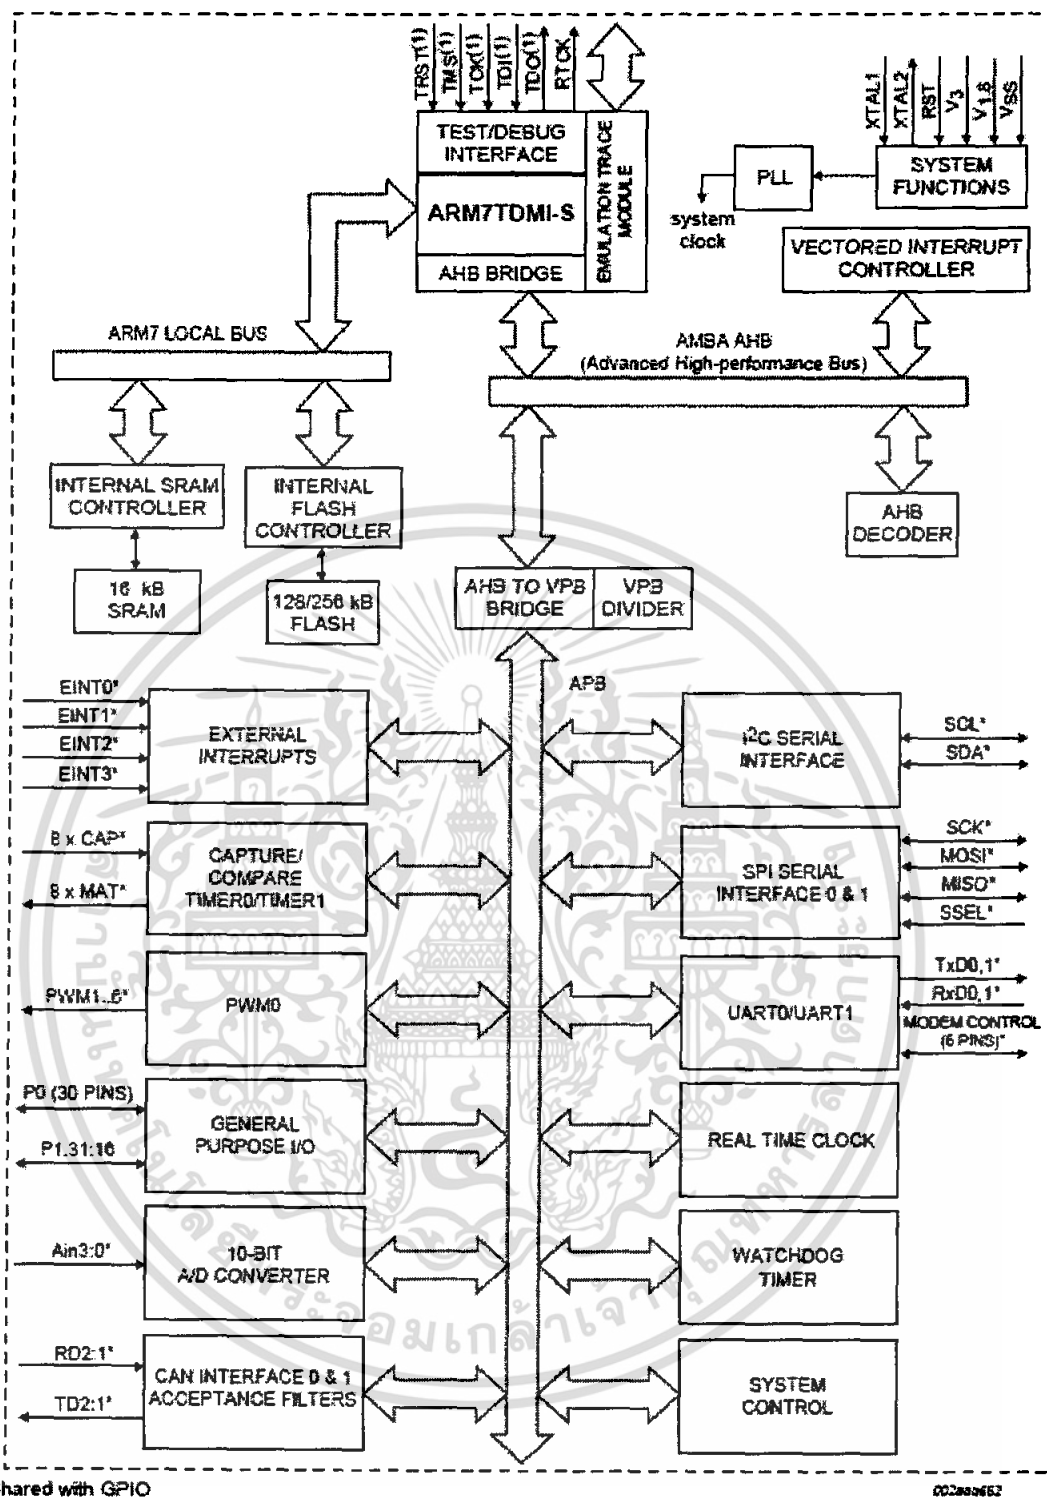 TRST(1)
TMS(1)
TCK(1)
TDI(1)
TDO(1)
RTCK
XTAL1
XTAL2
RST
V3
V1.8
VSS
TEST/DEBUG
INTERFACE
EMULATION TRACE
MODULE
ARM7TDMI-S
AHB BRIDGE
PLL
SYSTEM
FUNCTIONS
system
clock
VECTORED INTERRUPT
CONTROLLER
ARM7 LOCAL BUS
AMBA AHB
(Advanced High-performance Bus)
INTERNAL SRAM
CONTROLLER
INTERNAL
FLASH
CONTROLLER
AHB
DECODER
16 kB
SRAM
128/256 kB
FLASH
AHB TO VPB
BRIDGE
VPB
DIVIDER
APB
EINT0*
EINT1*
EINT2*
EINT3*
EXTERNAL
INTERRUPTS
I2C SERIAL
INTERFACE
SCL*
SDA*
8 x CAP*
8 x MAT*
CAPTURE/
COMPARE
TIMER0/TIMER1
SPI SERIAL
INTERFACE 0 & 1
SCK*
MOSI*
MISO*
SSEL*
PWM1..6*
PWM0
UART0/UART1
TxD0,1*
RxD0,1*
MODEM CONTROL
(6 PINS)*
P0 (30 PINS)
P1.31:16
GENERAL
PURPOSE I/O
REAL TIME CLOCK
Ain3:0*
10-BIT
A/D CONVERTER
WATCHDOG
TIMER
RD2:1*
TD2:1*
CAN INTERFACE 0 & 1
ACCEPTANCE FILTERS
SYSTEM
CONTROL
hared with GPIO
002aaa662